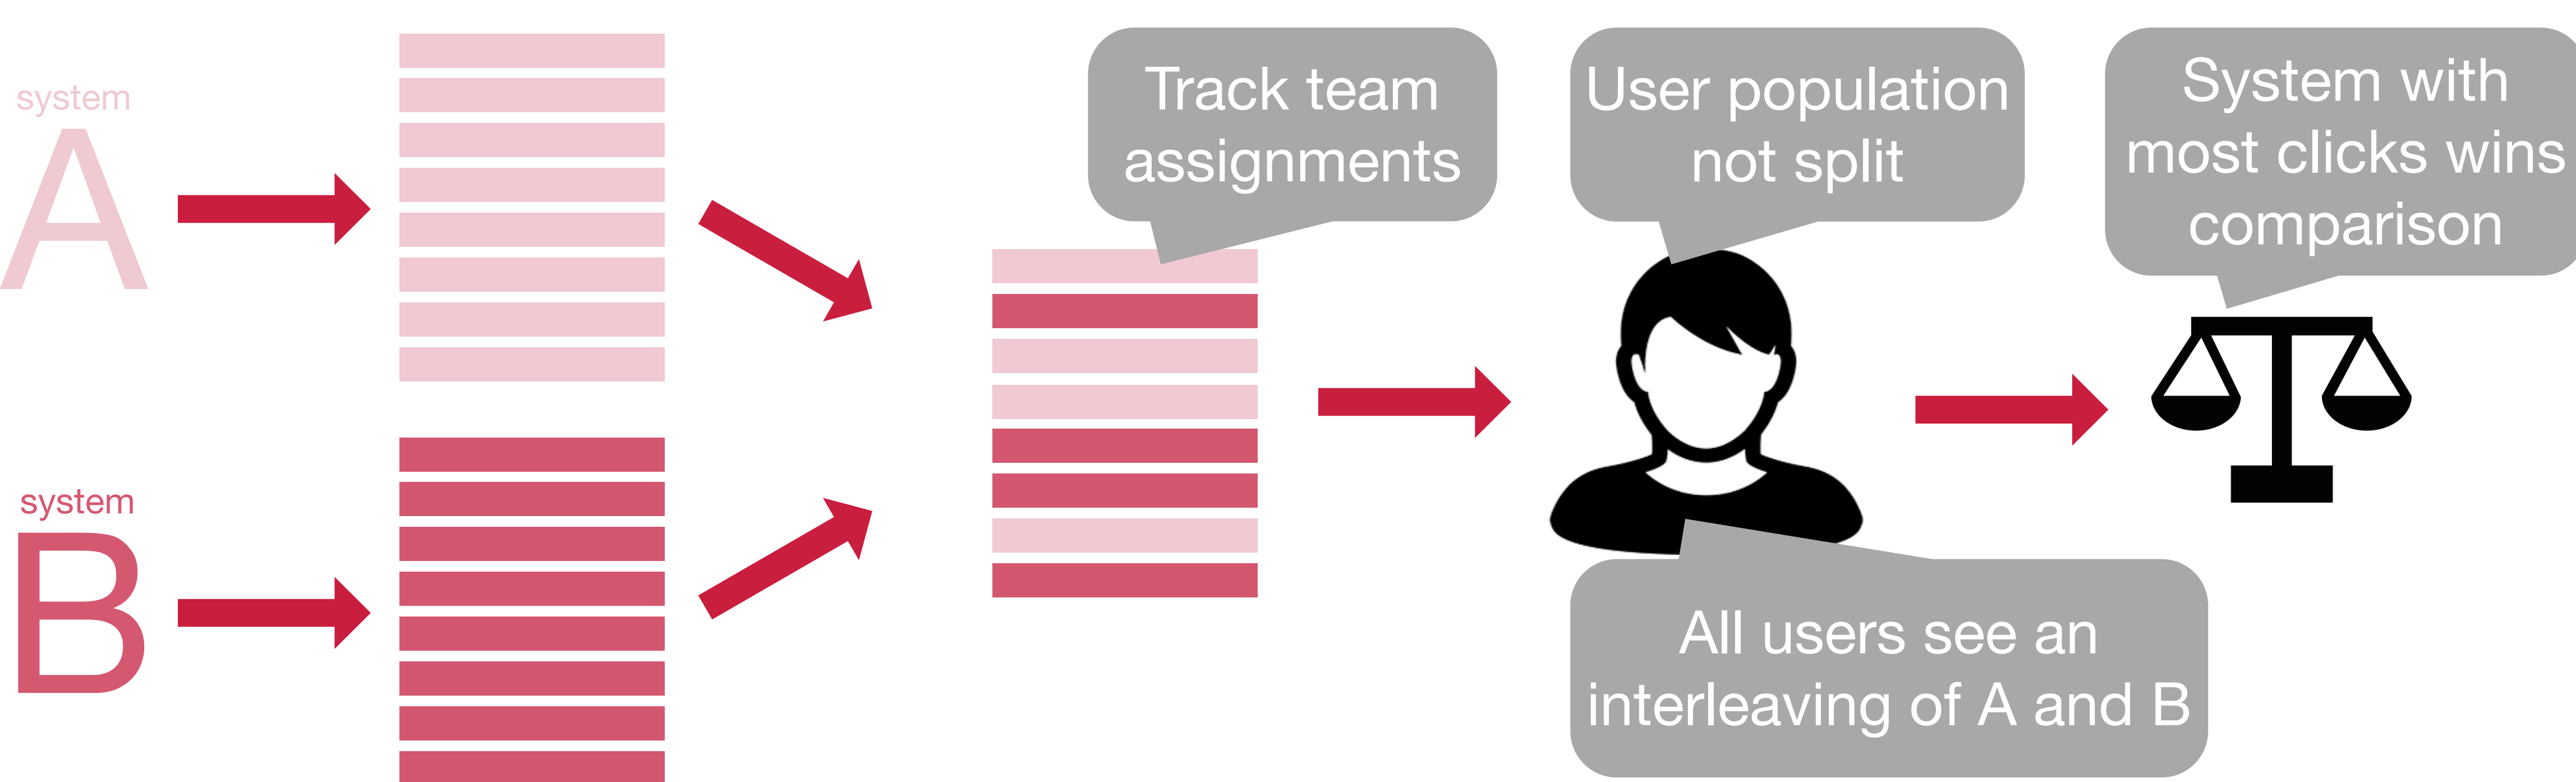 system
A
system
B
Track team
assignments
User population
not split
System with
most clicks wins
comparison
All users see an
interleaving of A and B